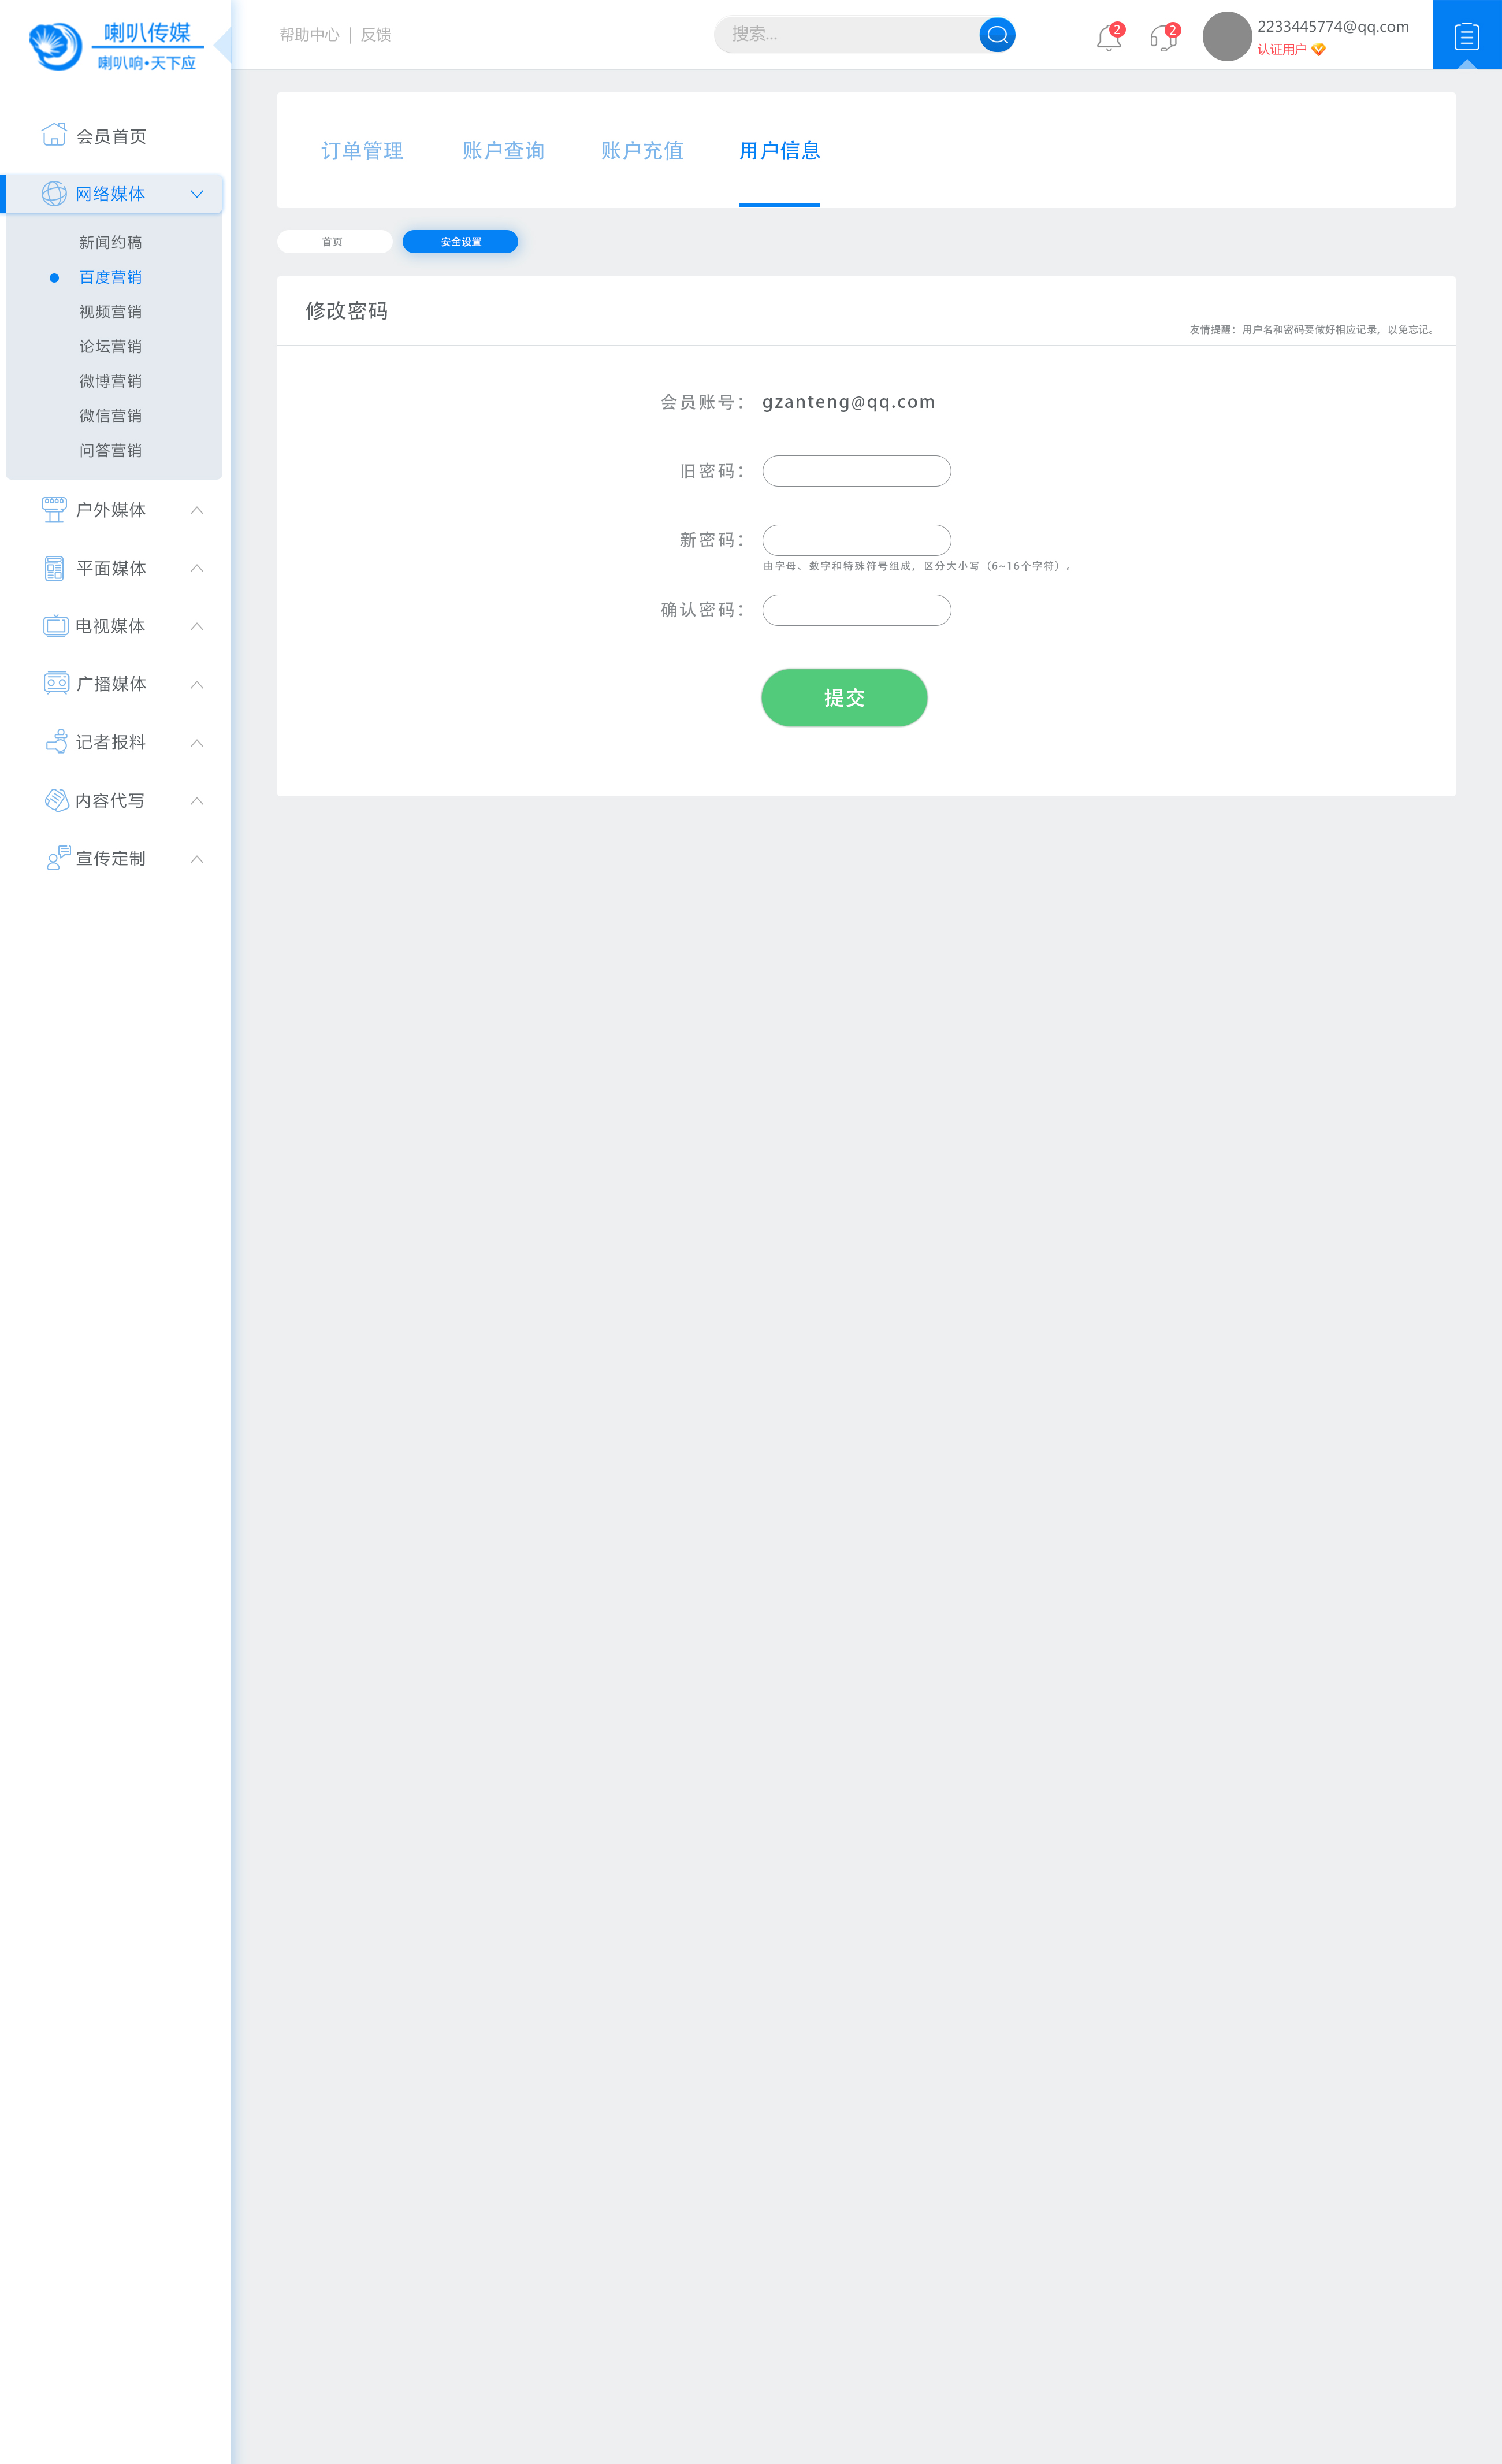 喇叭传媒
喇叭响•天下应
帮助中心 | 反馈
搜索...
2
2
2233445774@qq.com
认证用户
会员首页
网络媒体
新闻约稿
百度营销
视频营销
论坛营销
微博营销
微信营销
问答营销
户外媒体
平面媒体
电视媒体
广播媒体
记者报料
内容代写
宣传定制
订单管理
账户查询
账户充值
用户信息
首页
安全设置
修改密码
友情提醒：用户名和密码要做好相应记录，以免忘记。
会员账号： gzanteng@qq.com
旧密码：
新密码：
由字母、数字和特殊符号组成，区分大小写（6~16个字符）。
确认密码：
提交